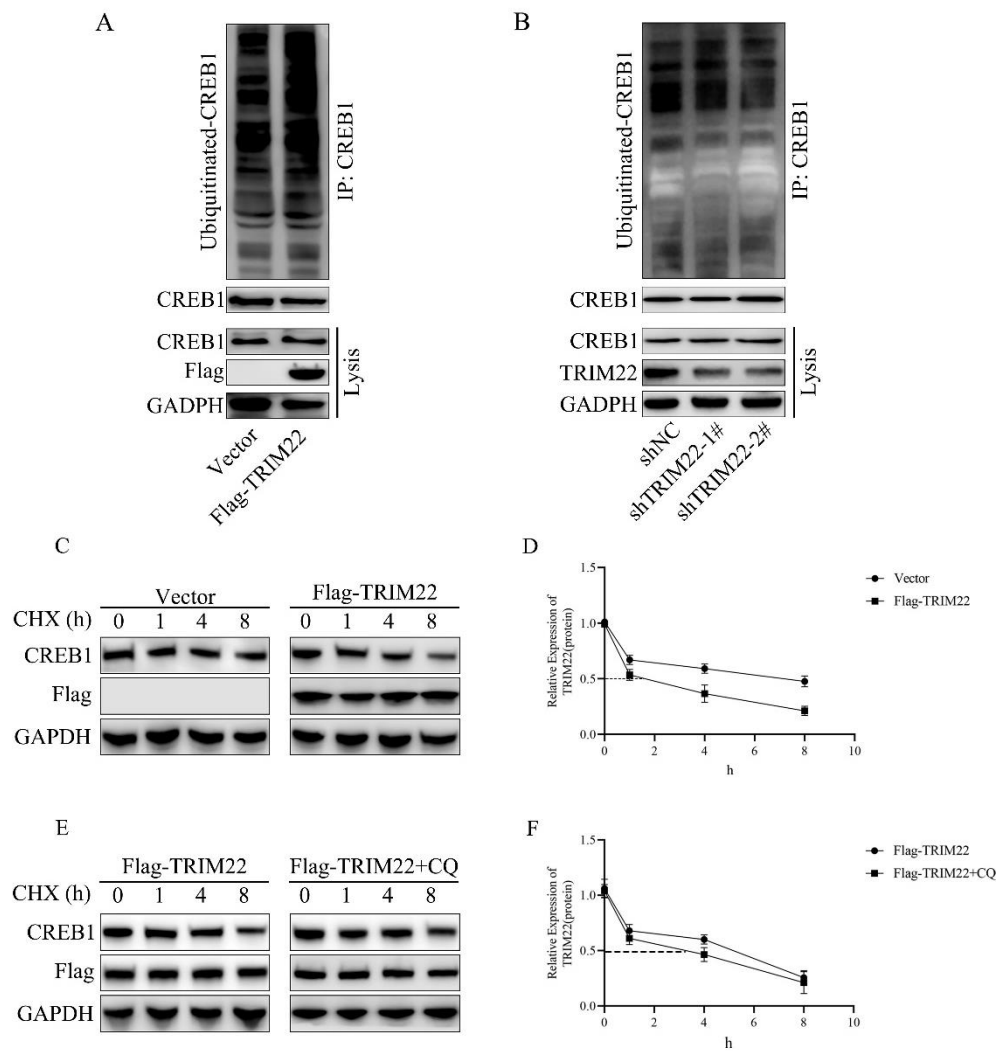 A
Ubiquitinated-CREB1
IP: CREB1
CREB1
CREB1
Flag
GADPH
Lysis
Vector
Flag-TRIM22
B
Ubiquitinated-CREB1
IP: CREB1
CREB1
CREB1
TRIM22
GADPH
Lysis
shNC
shTRIM22-1#
shTRIM22-2#
C
Vector
Flag-TRIM22
CHX (h) 0 1 4 8 0 1 4 8
CREB1
Flag
GAPDH
D
Relative Expression of
TRIM22(protein)
1.5
1.0
0.5
0.0
0 2 4 6 8 10
h
Vector
Flag-TRIM22
E
Flag-TRIM22
Flag-TRIM22+CQ
CHX (h) 0 1 4 8 0 1 4 8
CREB1
Flag
GAPDH
F
Relative Expression of
TRIM22(protein)
1.5
1.0
0.5
0.0
0 2 4 6 8 10
h
Flag-TRIM22
Flag-TRIM22+CQ